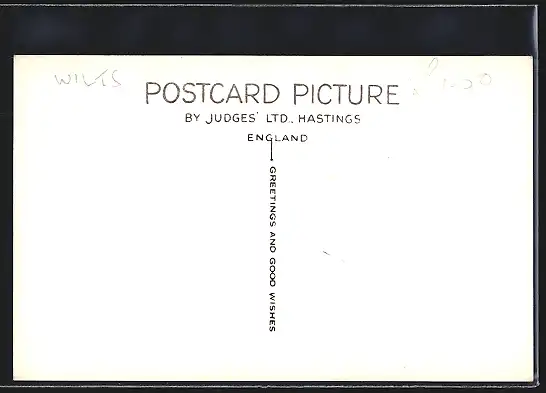 WILTS
POSTCARD PICTURE
BY JUDGES' LTD., HASTINGS
ENGLAND
GREETINGS AND GOOD WISHES